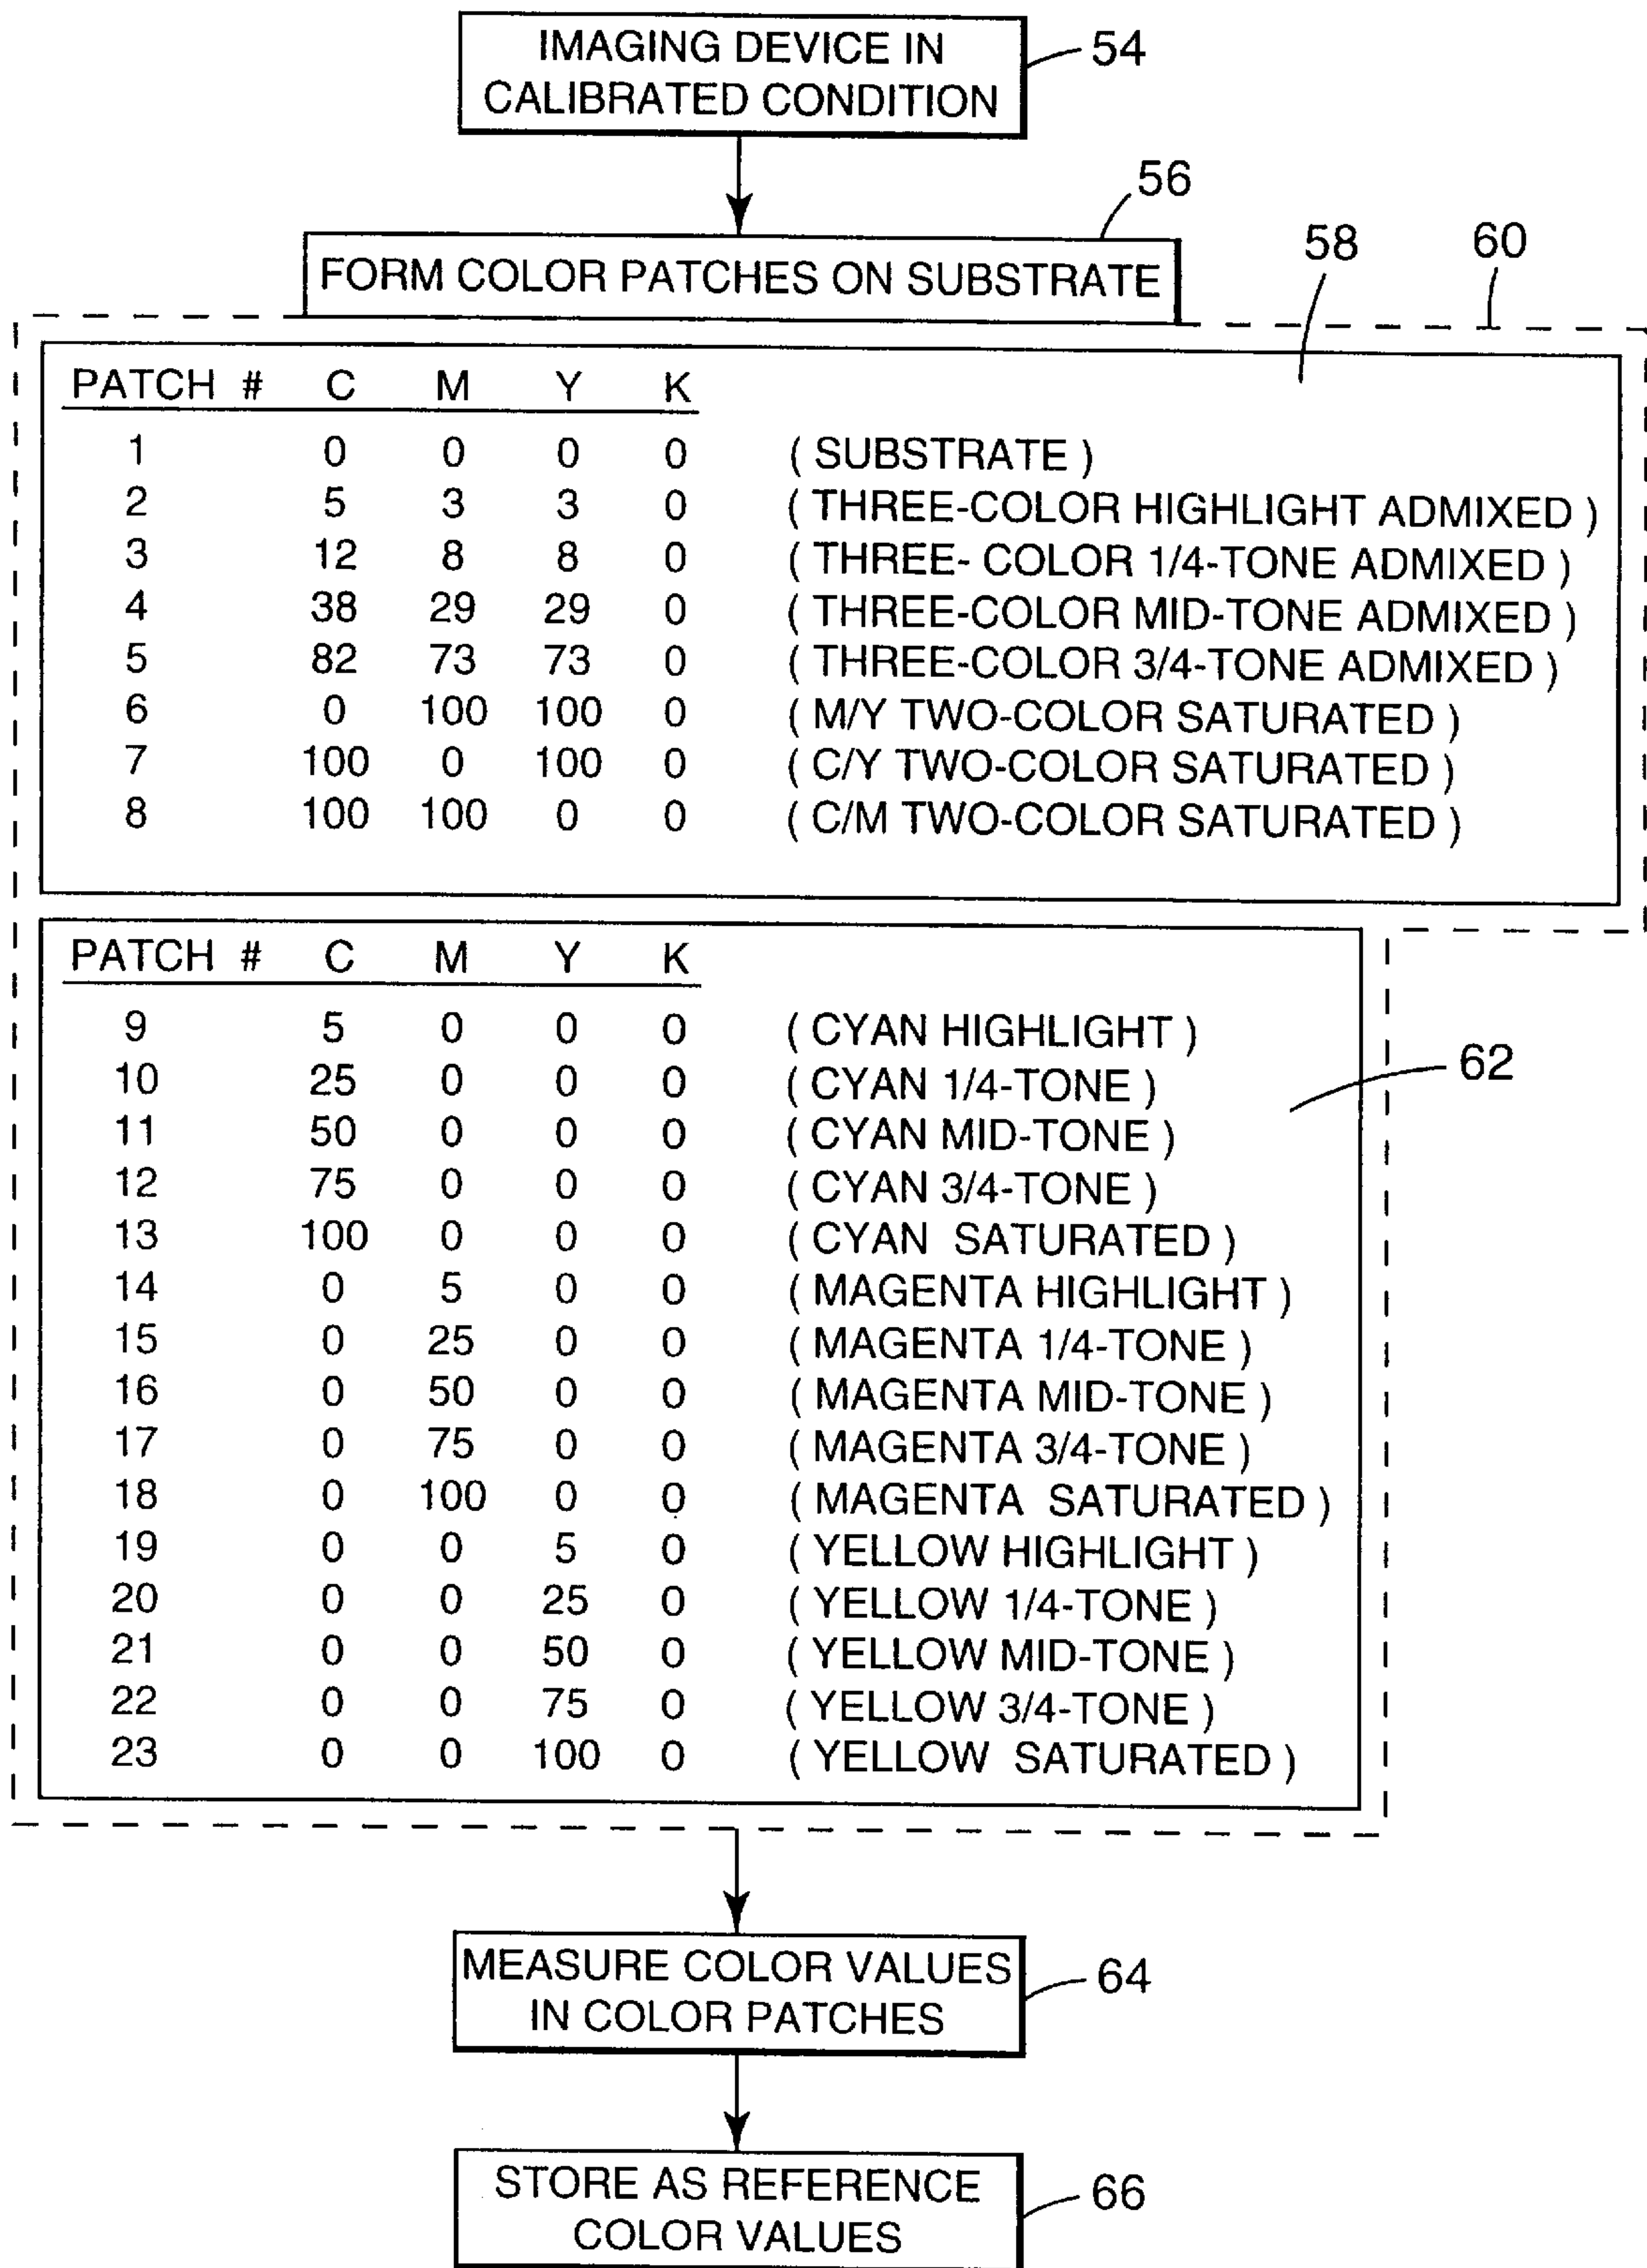 IMAGING DEVICE IN
CALIBRATED CONDITION
54
56
FORM COLOR PATCHES ON SUBSTRATE
58
60
PATCH # C M Y K
1 0 0 0 0 ( SUBSTRATE )
2 5 3 3 0 ( THREE-COLOR HIGHLIGHT ADMIXED )
3 12 8 8 0 ( THREE- COLOR 1/4-TONE ADMIXED )
4 38 29 29 0 ( THREE-COLOR MID-TONE ADMIXED )
5 82 73 73 0 ( THREE-COLOR 3/4-TONE ADMIXED )
6 0 100 100 0 ( M/Y TWO-COLOR SATURATED )
7 100 0 100 0 ( C/Y TWO-COLOR SATURATED )
8 100 100 0 0 ( C/M TWO-COLOR SATURATED )
PATCH # C M Y K
9 5 0 0 0 ( CYAN HIGHLIGHT )
10 25 0 0 0 ( CYAN 1/4-TONE )
11 50 0 0 0 ( CYAN MID-TONE )
12 75 0 0 0 ( CYAN 3/4-TONE )
13 100 0 0 0 ( CYAN SATURATED )
14 0 5 0 0 ( MAGENTA HIGHLIGHT )
15 0 25 0 0 ( MAGENTA 1/4-TONE )
16 0 50 0 0 ( MAGENTA MID-TONE )
17 0 75 0 0 ( MAGENTA 3/4-TONE )
18 0 100 0 0 ( MAGENTA SATURATED )
19 0 0 5 0 ( YELLOW HIGHLIGHT )
20 0 0 25 0 ( YELLOW 1/4-TONE )
21 0 0 50 0 ( YELLOW MID-TONE )
22 0 0 75 0 ( YELLOW 3/4-TONE )
23 0 0 100 0 ( YELLOW SATURATED )
62
MEASURE COLOR VALUES
IN COLOR PATCHES
64
STORE AS REFERENCE
COLOR VALUES
66